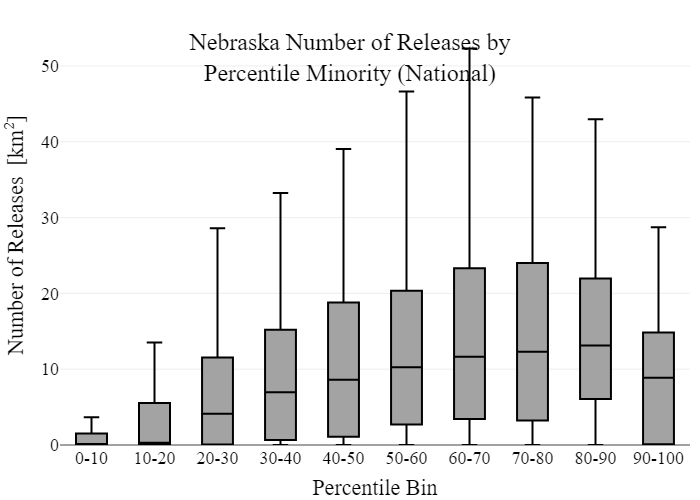 Nebraska Number of Releases by
Percentile Minority (National)
Number of Releases [km²]
50
40
30
20
10
0
0-10 10-20 20-30 30-40 40-50 50-60 60-70 70-80 80-90 90-100
Percentile Bin